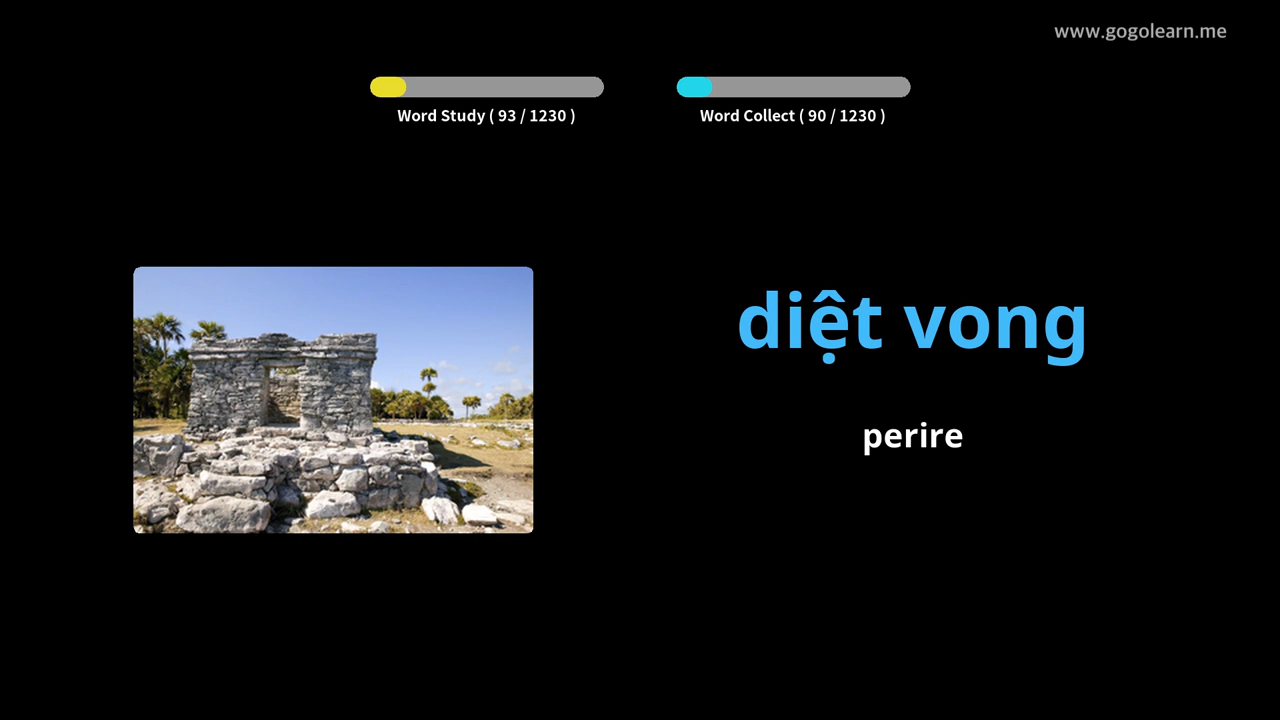 www.gogolearn.me
Word Study ( 93 / 1230 )
Word Collect ( 90 / 1230 )
diệt vong
perire